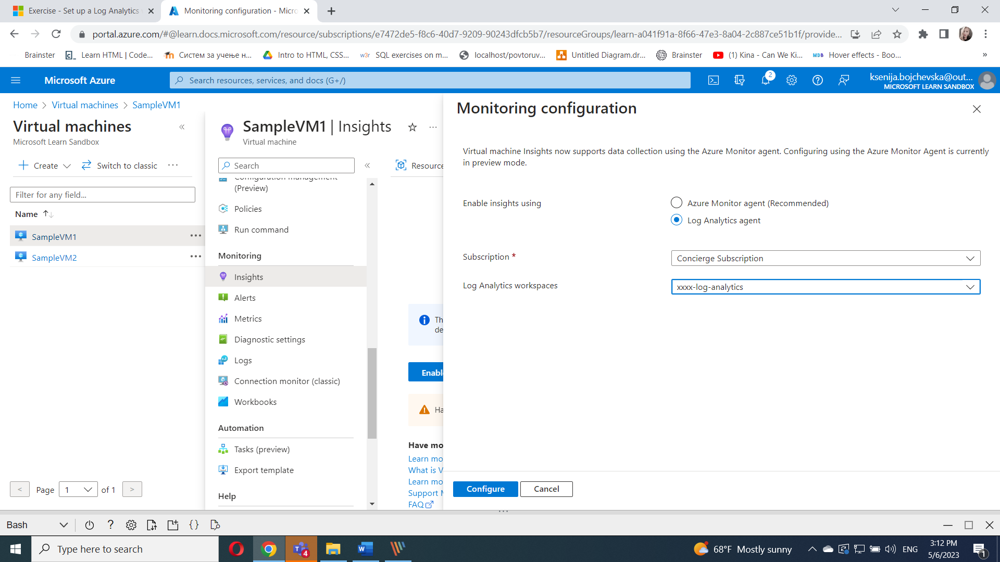 Exercise - Set up a Log Analytics
Monitoring configuration - Micro
portal.azure.com/#@learn.docs.microsoft.com/resource/subscriptions/e7472de5-f8c6-40d7-9209-90243dfcb5b7/resourceGroups/learn-a041f91a-8f66-47e3-8a04-2c887ce51b1f/provide...
Brainster
Learn HTML | Code...
Систем за учење н...
Intro to HTML, CSS...
SQL exercises on m...
localhost/povtoruv...
Untitled Diagram.dr...
Brainster
(1) Kina - Can We Ki...
Hover effects - Boo...
»
Microsoft Azure
Search resources, services, and docs (G+/)
2
ksenija.bojchevska@out...
MICROSOFT LEARN SANDBOX
Home > Virtual machines > SampleVM1
Virtual machines
Microsoft Learn Sandbox
Create
Switch to classic
...
Filter for any field...
Name
SampleVM1
SampleVM2
< Page 1 of 1 >
SampleVM1 | Insights
Virtual machine
Search
Resource
Configuration management
(Preview)
Policies
Run command
Monitoring
Insights
Alerts
Metrics
Diagnostic settings
Logs
Connection monitor (classic)
Workbooks
Automation
Tasks (preview)
Export template
Help
Th
de
Enable
Ha
Have mo
Learn mo
What is V
Learn mo
Support M
FAQ
Monitoring configuration
Virtual machine Insights now supports data collection using the Azure Monitor agent. Configuring using the Azure Monitor Agent is currently
in preview mode.
Enable insights using
Azure Monitor agent (Recommended)
Log Analytics agent
Subscription *
Concierge Subscription
Log Analytics workspaces
xxxx-log-analytics
Configure
Cancel
Bash
?
{ }
Type here to search
4
68°F Mostly sunny
ENG
3:12 PM
5/6/2023
1